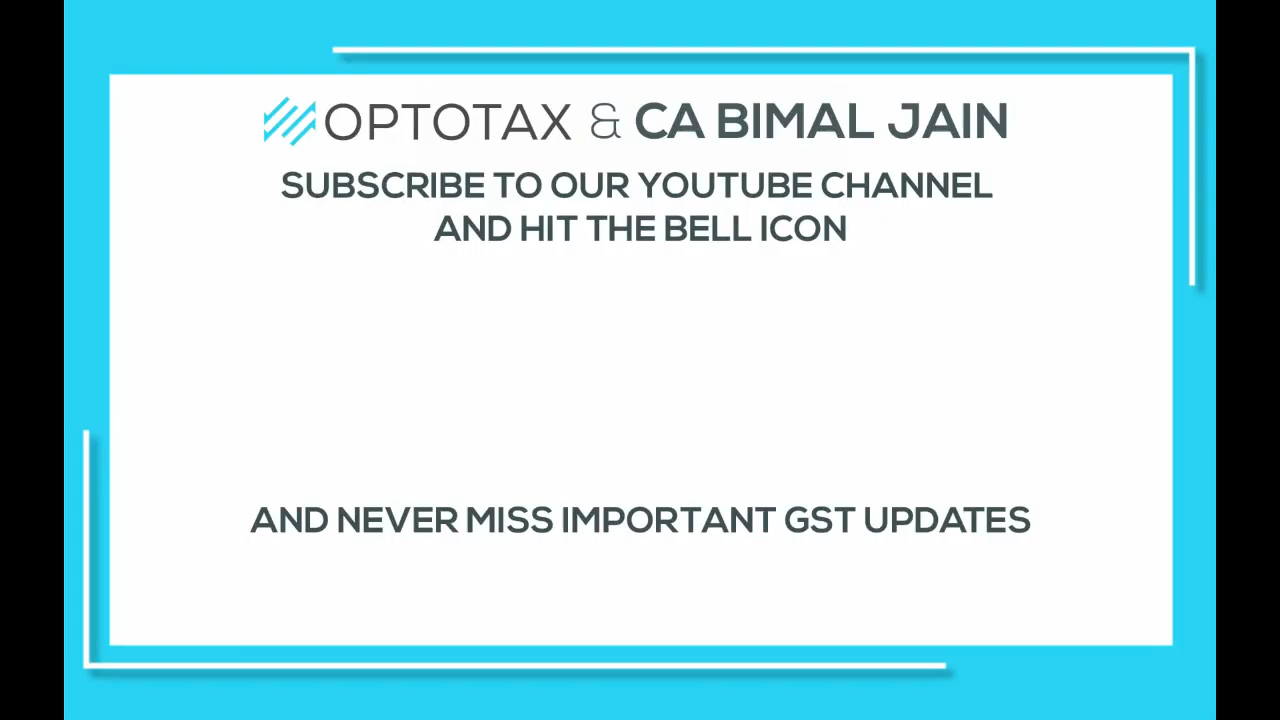 OPTOTAX & CA BIMAL JAIN
SUBSCRIBE TO OUR YOUTUBE CHANNEL
AND HIT THE BELL ICON
AND NEVER MISS IMPORTANT GST UPDATES